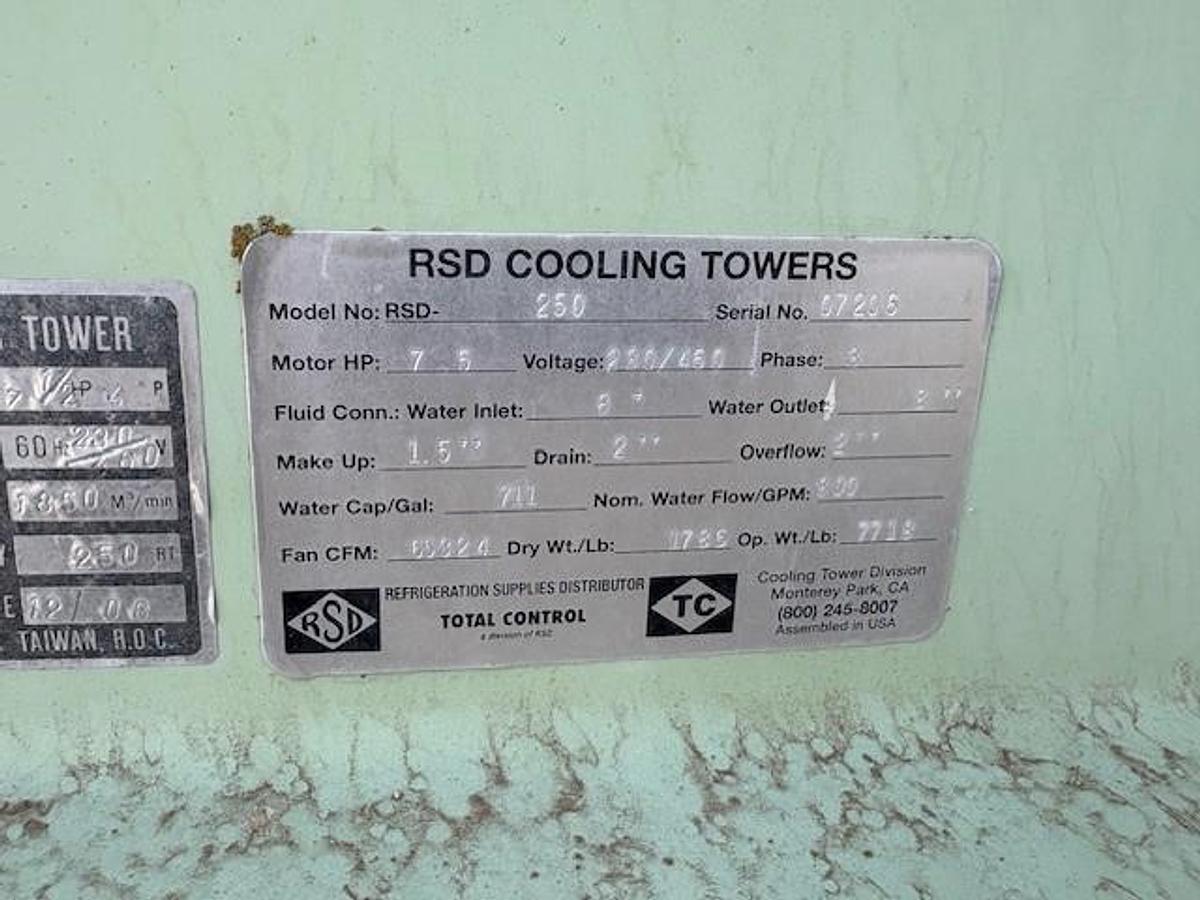 RSD COOLING TOWERS
Model No: RSD- 250 Serial No.
Motor HP: 7.5 Voltage: 230/460 Phase: 3
Fluid Conn.: Water Inlet: 8" Water Outlet: 8"
Make Up: 1.5" Drain: 2" Overflow: 2"
Water Cap/Gal: 711 Nom. Water Flow/GPM:
Fan CFM: Dry Wt./Lb: Op. Wt./Lb:
RSD
REFRIGERATION SUPPLIES DISTRIBUTOR
TOTAL CONTROL
a division of RSD
TC
Cooling Tower Division
Monterey Park, CA
(800) 245-8007
Assembled in USA
TOWER
P
60 Hz 230/460 V
1350 M³/min
250 RT
TAIWAN, R.O.C.